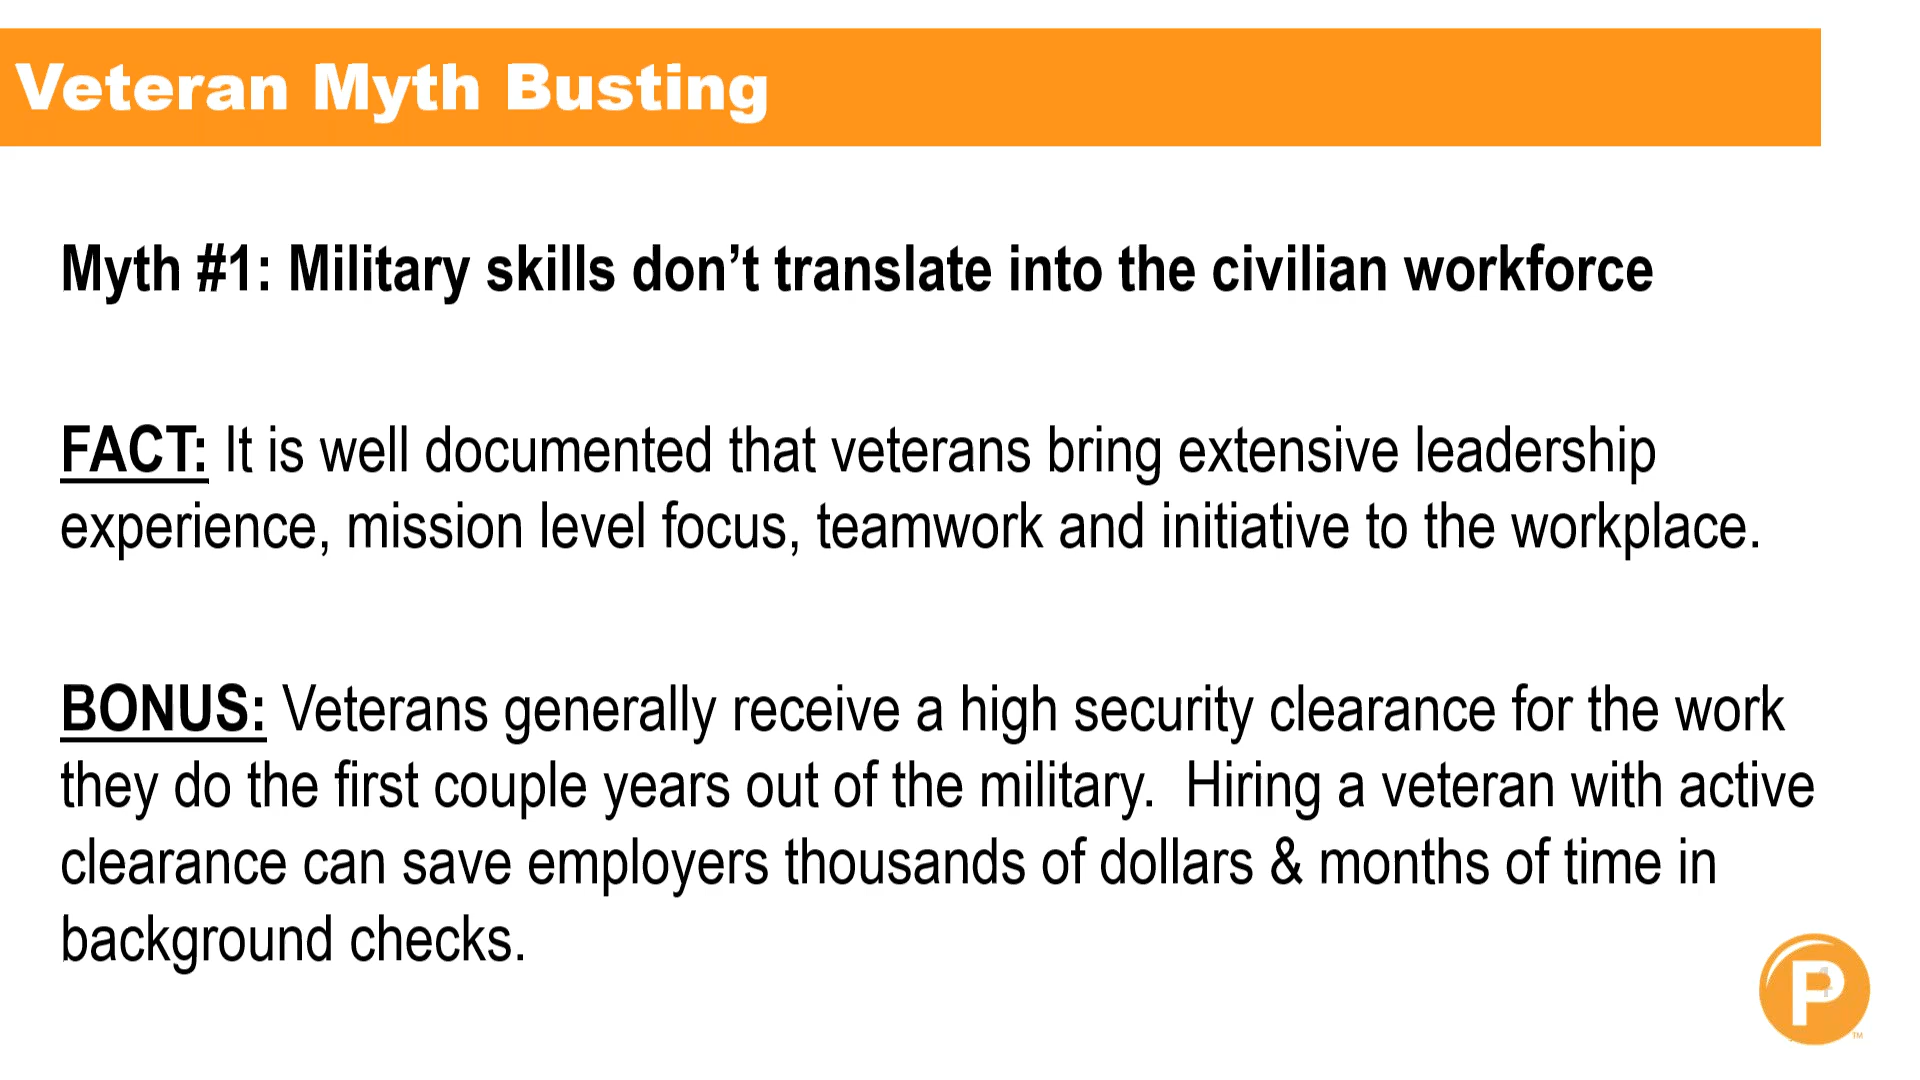 Veteran Myth Busting
Myth #1: Military skills don’t translate into the civilian workforce
FACT: It is well documented that veterans bring extensive leadership
experience, mission level focus, teamwork and initiative to the workplace.
BONUS: Veterans generally receive a high security clearance for the work
they do the first couple years out of the military.  Hiring a veteran with active
clearance can save employers thousands of dollars & months of time in
background checks.
P
TM